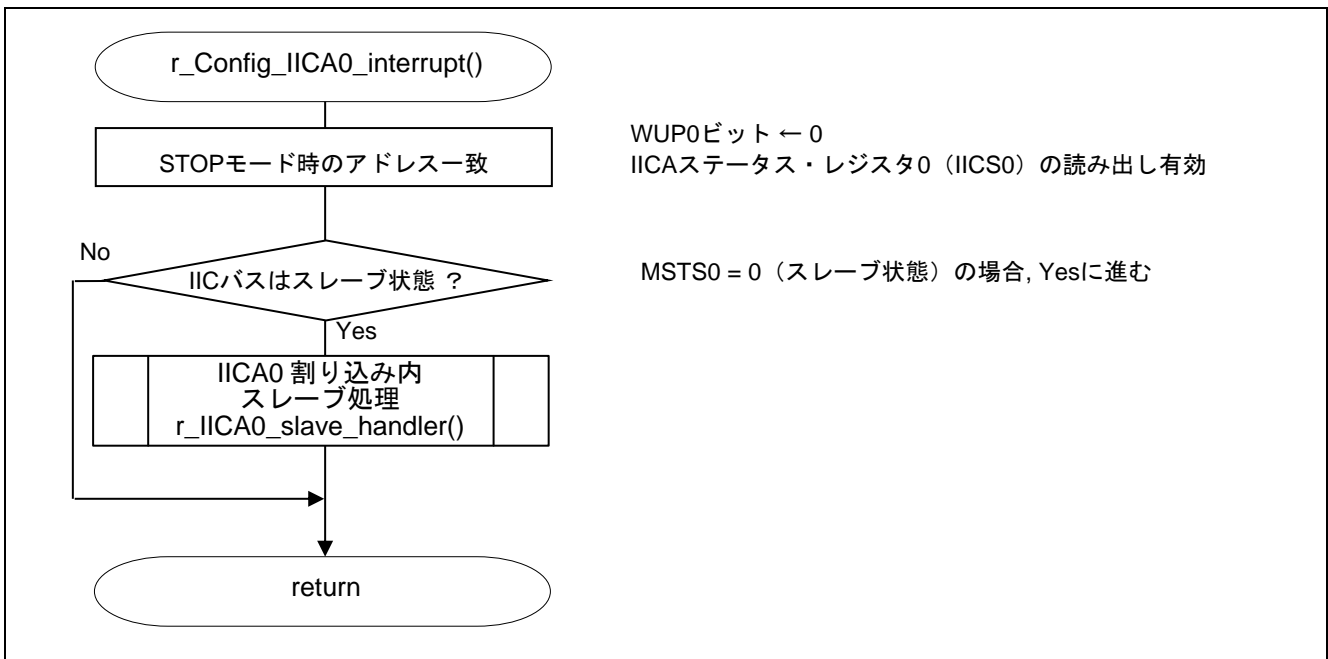 r_Config_IICA0_interrupt()
STOPモード時のアドレス一致
WUP0ビット ← 0
IICAステータス・レジスタ0（IICS0）の読み出し有効
No
IICバスはスレーブ状態 ？
MSTS0 = 0（スレーブ状態）の場合, Yesに進む
Yes
IICA0 割り込み内
スレーブ処理
r_IICA0_slave_handler()
return